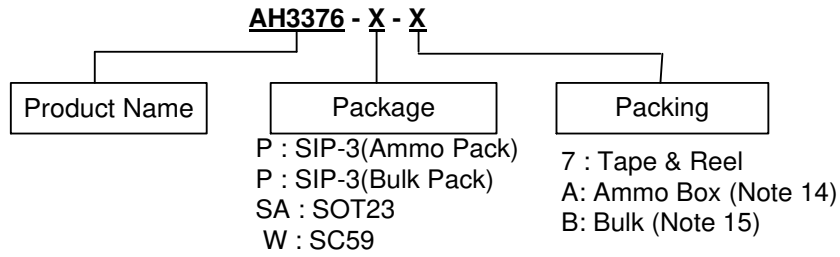 AH3376 - X - X
Product Name
Package
Packing
P : SIP-3(Ammo Pack)
P : SIP-3(Bulk Pack)
SA : SOT23
W : SC59
7 : Tape & Reel
A: Ammo Box (Note 14)
B: Bulk (Note 15)